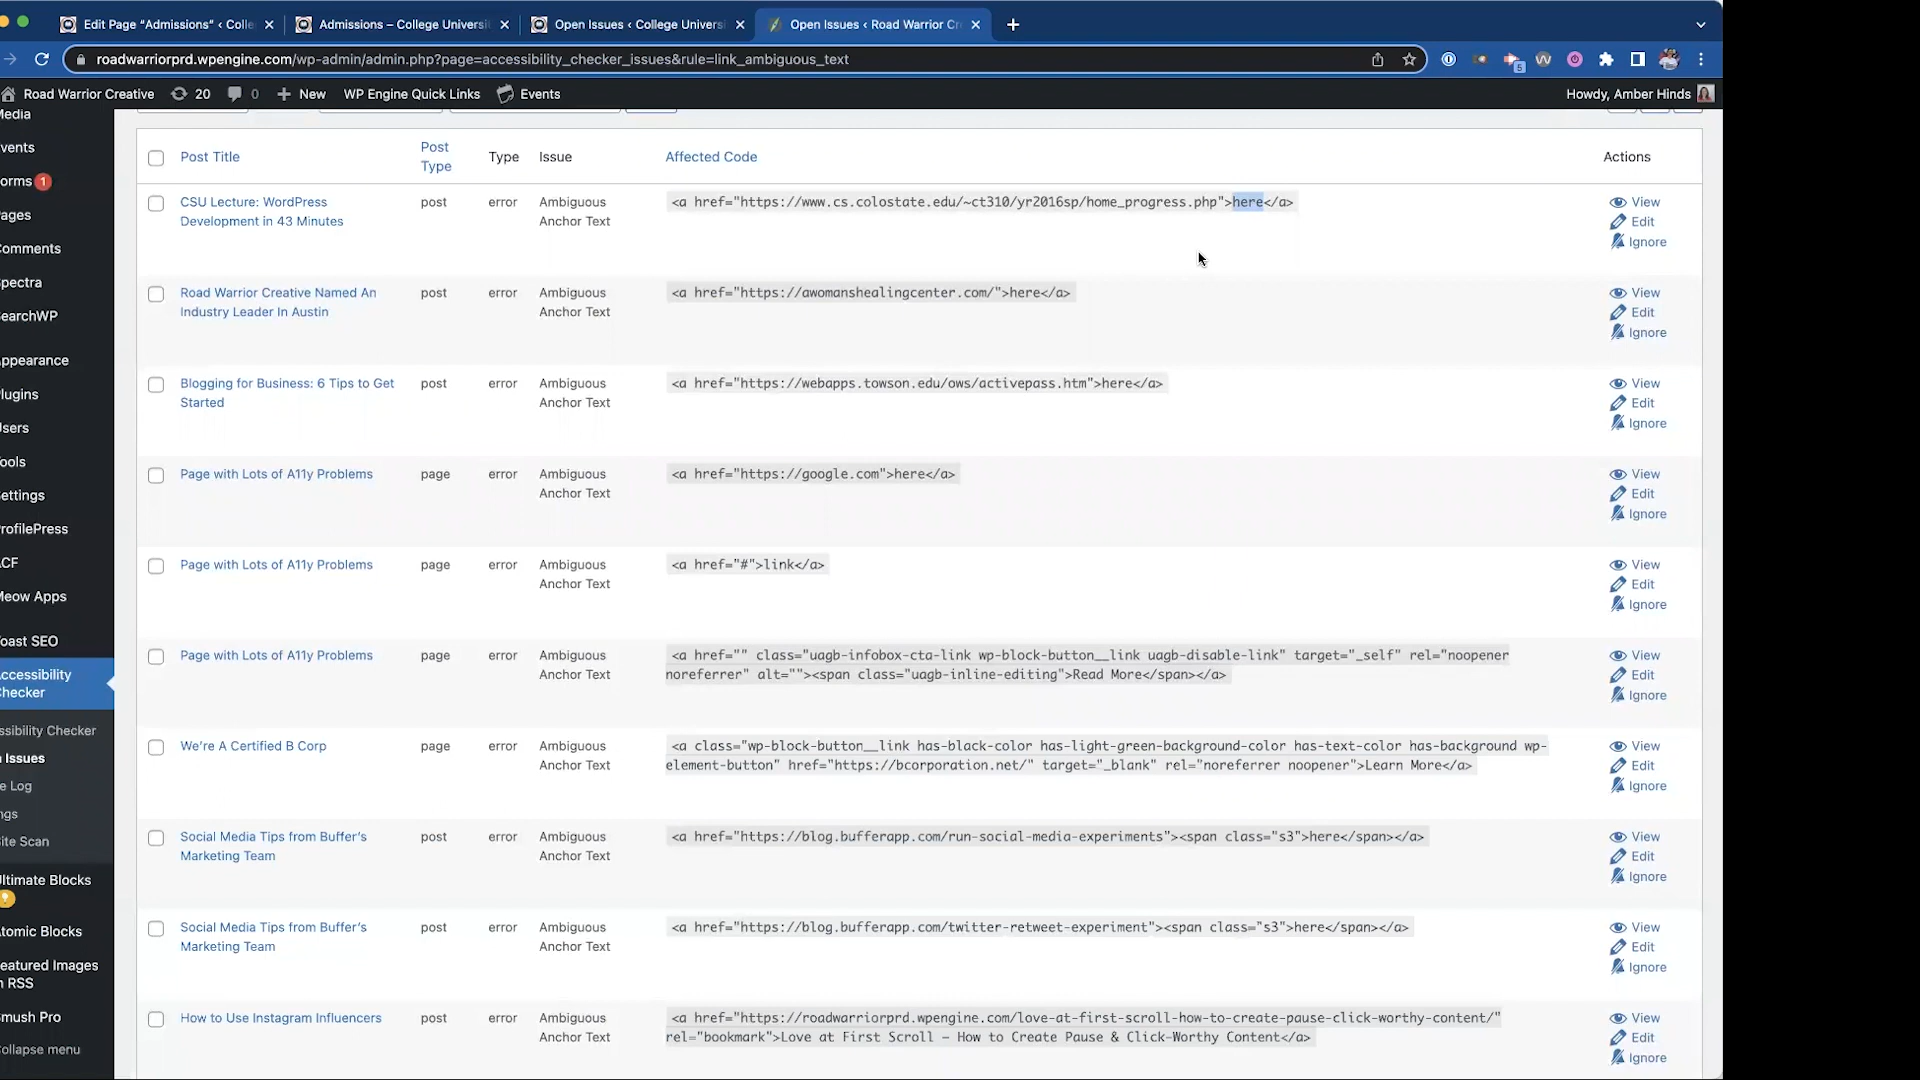 Edit Page “Admissions” ‹ Colle
Admissions – College Universit
Open Issues ‹ College Univers
Open Issues ‹ Road Warrior Cr
roadwarriorprd.wpengine.com/wp-admin/admin.php?page=accessibility_checker_issues&rule=link_ambiguous_text
5
Road Warrior Creative 20 0 New WP Engine Quick Links Events Howdy, Amber Hinds
edia
vents
orms 1
ages
omments
pectra
earchWP
ppearance
lugins
sers
ools
ettings
rofilePress
CF
Meow Apps
oast SEO
ccessibility
hecker
ssibility Checker
Issues
e Log
ngs
ite Scan
ltimate Blocks
tomic Blocks
eatured Images
n RSS
mush Pro
ollapse menu
Post Title Post Type Type Issue Affected Code Actions
CSU Lecture: WordPress
Development in 43 Minutes
post error Ambiguous
Anchor Text
<a href="https://www.cs.colostate.edu/~ct310/yr2016sp/home_progress.php">here</a>
View
Edit
Ignore
Road Warrior Creative Named An
Industry Leader In Austin
post error Ambiguous
Anchor Text
<a href="https://awomanshealingcenter.com/">here</a>
View
Edit
Ignore
Blogging for Business: 6 Tips to Get
Started
post error Ambiguous
Anchor Text
<a href="https://webapps.towson.edu/ows/activepass.htm">here</a>
View
Edit
Ignore
Page with Lots of A11y Problems
page error Ambiguous
Anchor Text
<a href="https://google.com">here</a>
View
Edit
Ignore
Page with Lots of A11y Problems
page error Ambiguous
Anchor Text
<a href="#">link</a>
View
Edit
Ignore
Page with Lots of A11y Problems
page error Ambiguous
Anchor Text
<a href="" class="uagb-infobox-cta-link wp-block-button__link uagb-disable-link" target="_self" rel="noopener
noreferrer" alt=""><span class="uagb-inline-editing">Read More</span></a>
View
Edit
Ignore
We’re A Certified B Corp
page error Ambiguous
Anchor Text
<a class="wp-block-button__link has-black-color has-light-green-background-color has-text-color has-background wp-
element-button" href="https://bcorporation.net/" target="_blank" rel="noreferrer noopener">Learn More</a>
View
Edit
Ignore
Social Media Tips from Buffer’s
Marketing Team
post error Ambiguous
Anchor Text
<a href="https://blog.bufferapp.com/run-social-media-experiments"><span class="s3">here</span></a>
View
Edit
Ignore
Social Media Tips from Buffer’s
Marketing Team
post error Ambiguous
Anchor Text
<a href="https://blog.bufferapp.com/twitter-retweet-experiment"><span class="s3">here</span></a>
View
Edit
Ignore
How to Use Instagram Influencers
post error Ambiguous
Anchor Text
<a href="https://roadwarriorprd.wpengine.com/love-at-first-scroll-how-to-create-pause-click-worthy-content/"
rel="bookmark">Love at First Scroll – How to Create Pause & Click-Worthy Content</a>
View
Edit
Ignore